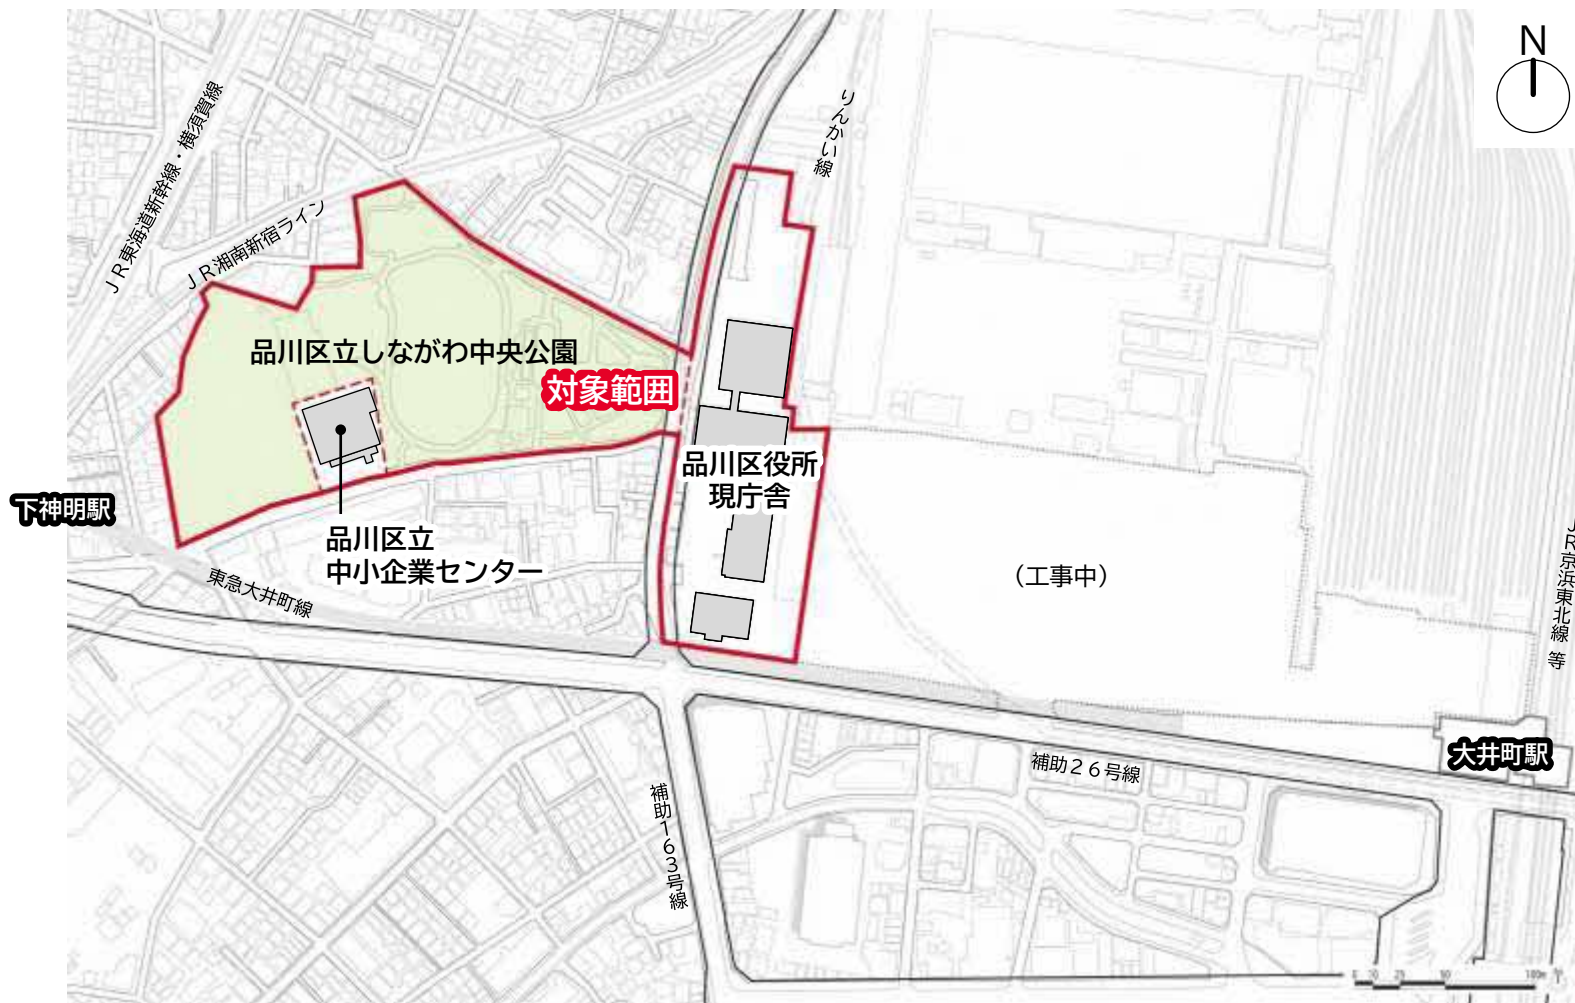 N
りんかい線
JR東海道新幹線・横須賀線
JR湘南新宿ライン
品川区立しながわ中央公園
対象範囲
品川区役所
現庁舎
下神明駅
品川区立
中小企業センター
東急大井町線
（工事中）
JR京浜東北線 等
大井町駅
補助26号線
補助163号線
0 10 25 50 100m